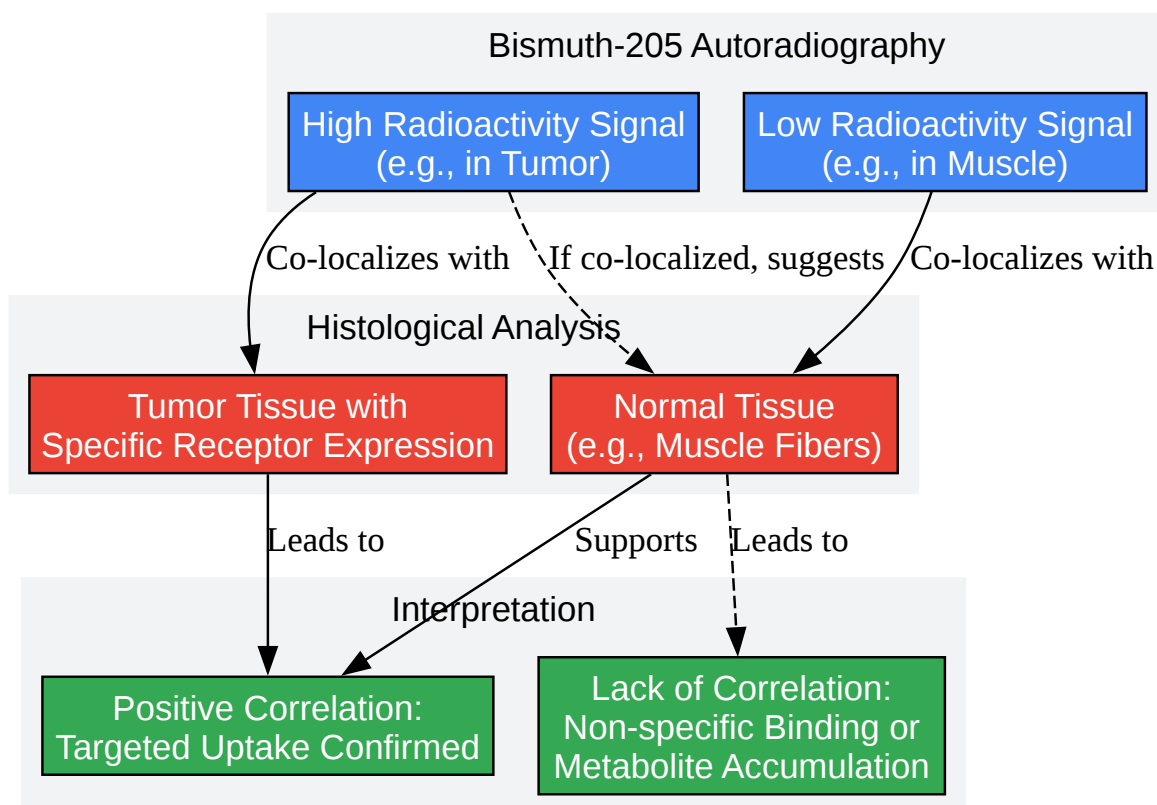 Bismuth-205 Autoradiography
High Radioactivity Signal
(e.g., in Tumor)
Low Radioactivity Signal
(e.g., in Muscle)
Co-localizes with
If co-localized, suggests
Co-localizes with
Histological Analysis
Tumor Tissue with
Specific Receptor Expression
Normal Tissue
(e.g., Muscle Fibers)
Leads to
Supports
Leads to
Interpretation
Positive Correlation:
Targeted Uptake Confirmed
Lack of Correlation:
Non-specific Binding or
Metabolite Accumulation